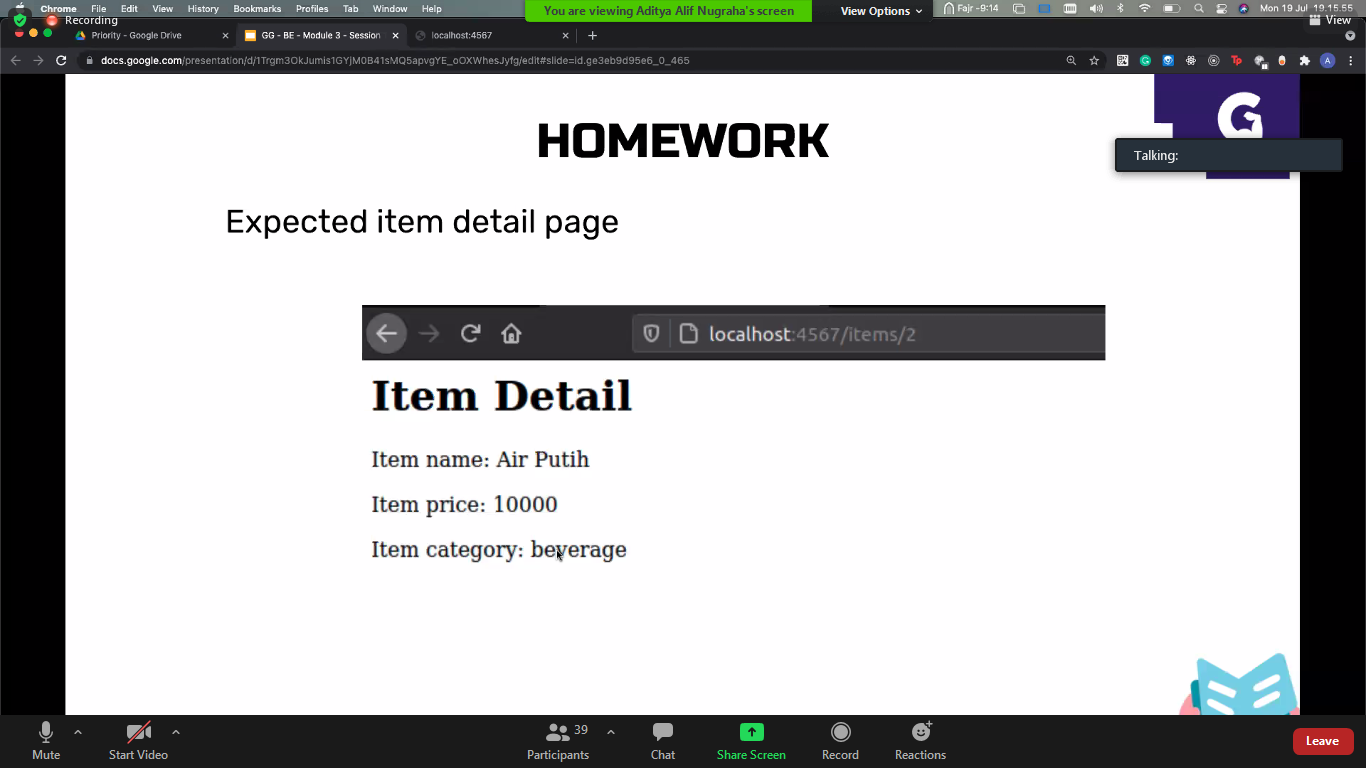 Chrome File Edit View History Bookmarks Profiles Tab Window Help
Recording
You are viewing Aditya Alif Nugraha's screen
View Options
Fajr -9:14
Mon 19 Jul 19.15.55
View
Priority - Google Drive
GG - BE - Module 3 - Session
localhost:4567
docs.google.com/presentation/d/1Trgm3OkJumis1GYjM0B41sMQ5apvgYE_oOXWhesJyfg/edit#slide=id.ge3eb9d95e6_0_465
G
HOMEWORK
Talking:
Expected item detail page
localhost:4567/items/2
Item Detail
Item name: Air Putih
Item price: 10000
Item category: beverage
Mute
Start Video
Participants
39
Chat
Share Screen
Record
Reactions
Leave